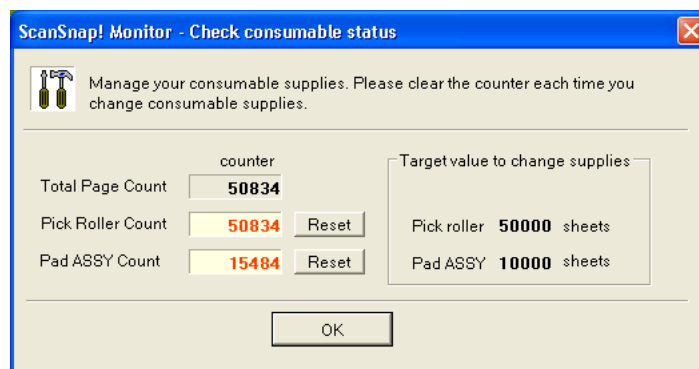 ScanSnap! Monitor - Check consumable status
Manage your consumable supplies. Please clear the counter each time you
change consumable supplies.
counter
Total Page Count 50834
Pick Roller Count 50834 Reset
Pad ASSY Count 15484 Reset
Target value to change supplies
Pick roller 50000 sheets
Pad ASSY 10000 sheets
OK